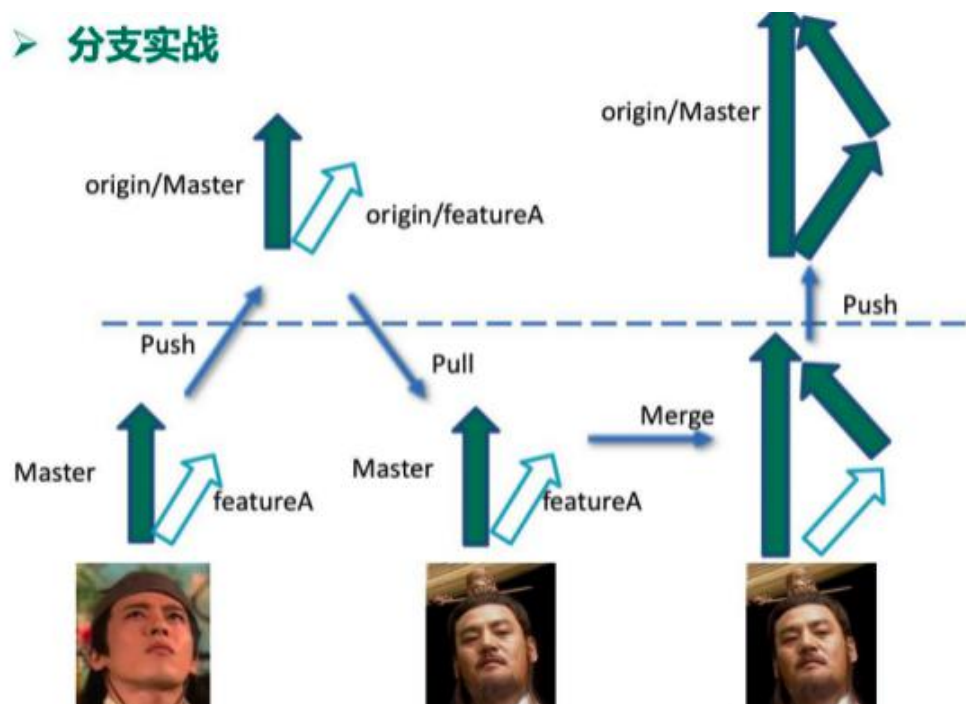 ➢ 分支实战
origin/Master
origin/Master
origin/featureA
Push
Push
Pull
Merge
Master
featureA
Master
featureA